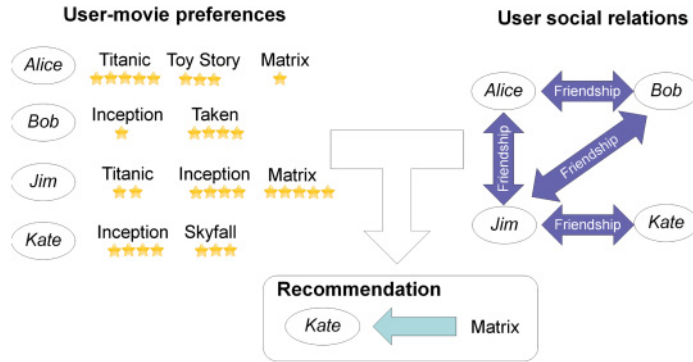 User-movie preferences
User social relations
Alice Titanic Toy Story Matrix
Bob Inception Taken
Jim Titanic Inception Matrix
Kate Inception Skyfall
Alice Friendship Bob
Friendship Friendship
Jim Friendship Kate
Recommendation
Kate Matrix